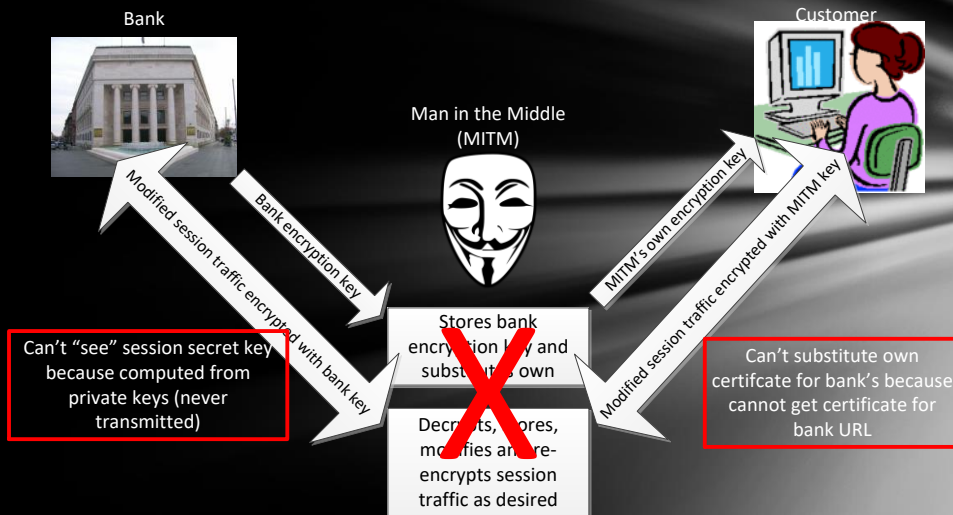 Bank
Customer
Man in the Middle
(MITM)
Modified session traffic encrypted with bank key
Bank encryption key
MITM's own encryption key
Modified session traffic encrypted with MITM key
Stores bank
encryption key and
substitutes own
Can't “see” session secret key
because computed from
private keys (never
transmitted)
Can't substitute own
certifcate for bank's because
cannot get certificate for
bank URL
Decrypts, stores,
modifies and re-
encrypts session
traffic as desired